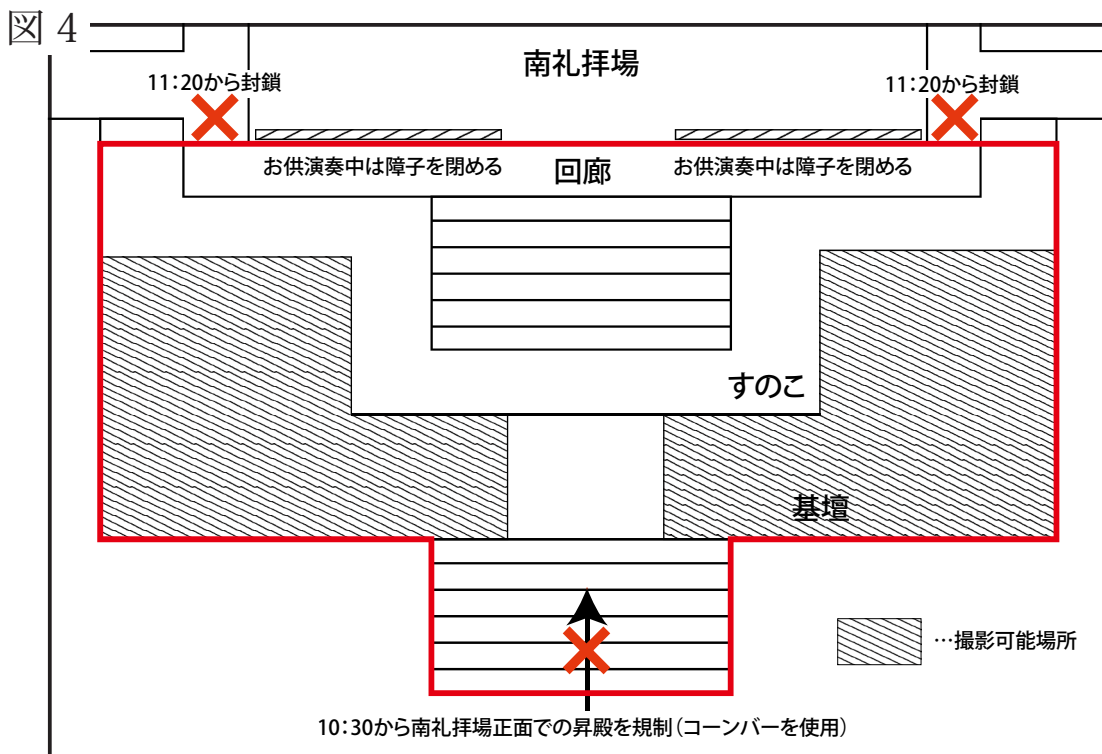 図 4
南礼拝場
11：20から封鎖
11：20から封鎖
お供演奏中は障子を閉める
回廊
お供演奏中は障子を閉める
すのこ
基壇
…撮影可能場所
10：30から南礼拝場正面での昇殿を規制（コーンバーを使用）